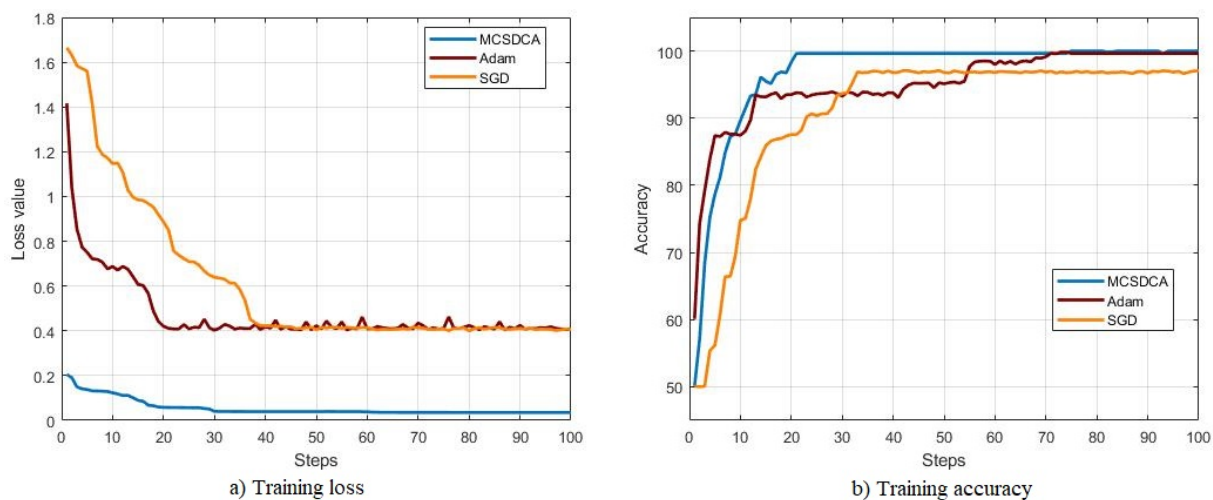 1.8
1.6
1.4
1.2
1
0.8
0.6
0.4
0.2
0
Loss value
MCSDCA
Adam
SGD
0 10 20 30 40 50 60 70 80 90 100
Steps
a) Training loss
100
90
80
70
60
50
Accuracy
MCSDCA
Adam
SGD
0 10 20 30 40 50 60 70 80 90 100
Steps
b) Training accuracy